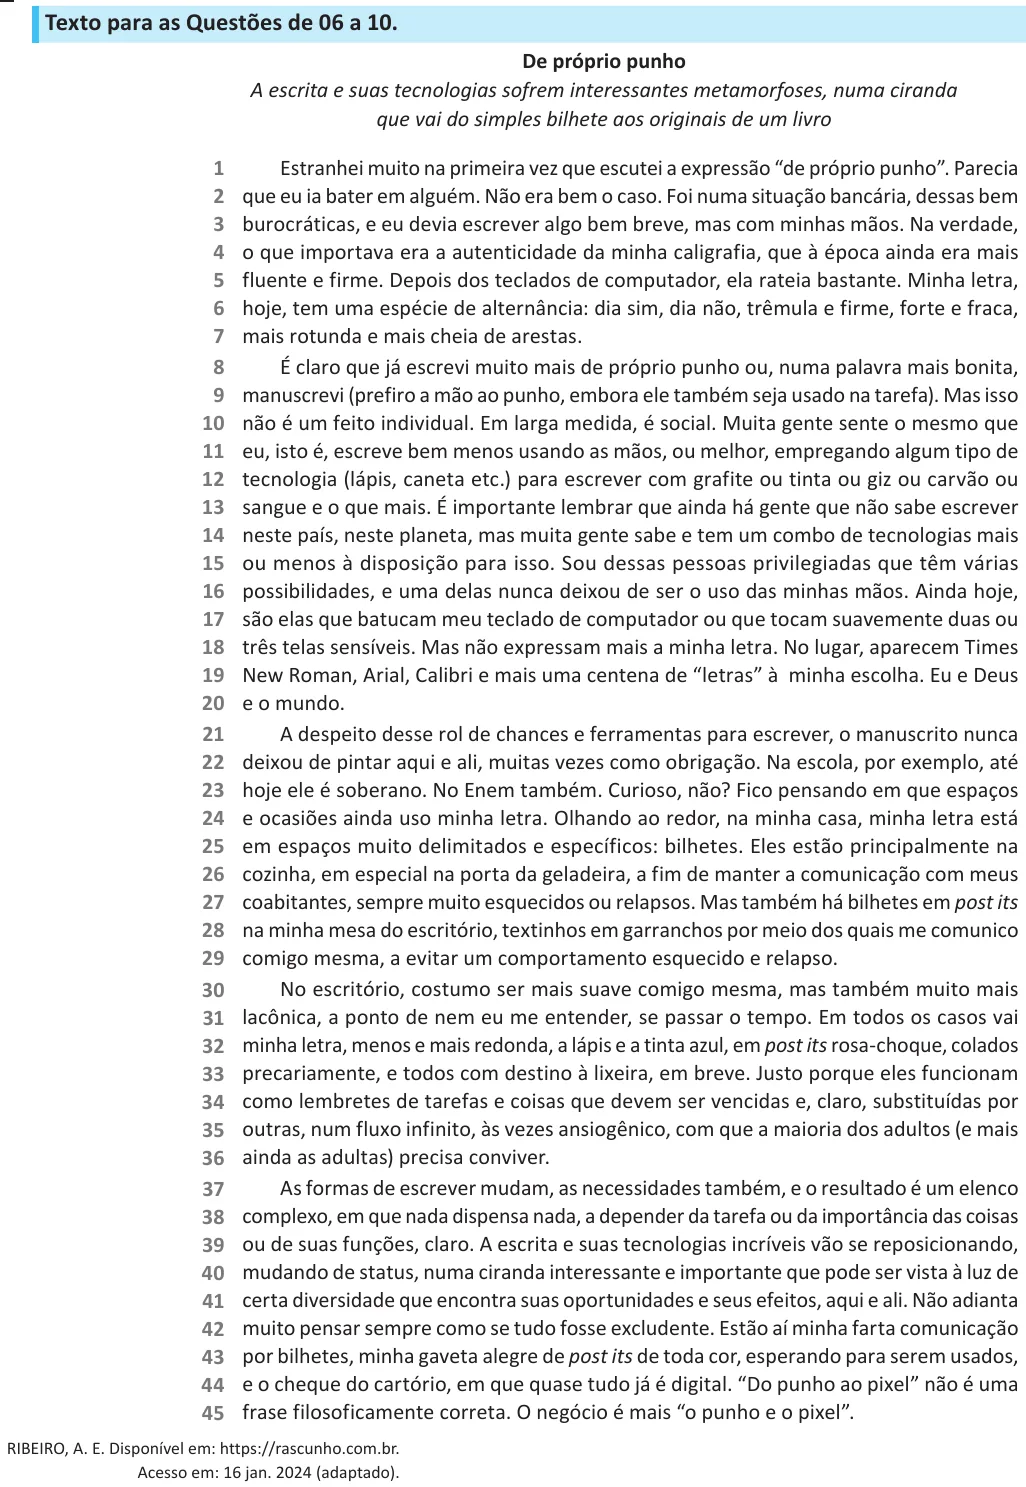 Texto para as Questões de 06 a 10.
De próprio punho
A escrita e suas tecnologias sofrem interessantes metamorfoses, numa ciranda
que vai do simples bilhete aos originais de um livro
1 Estranhei muito na primeira vez que escutei a expressão “de próprio punho”. Parecia
2 que eu ia bater em alguém. Não era bem o caso. Foi numa situação bancária, dessas bem
3 burocráticas, e eu devia escrever algo bem breve, mas com minhas mãos. Na verdade,
4 o que importava era a autenticidade da minha caligrafia, que à época ainda era mais
5 fluente e firme. Depois dos teclados de computador, ela rateia bastante. Minha letra,
6 hoje, tem uma espécie de alternância: dia sim, dia não, trêmula e firme, forte e fraca,
7 mais rotunda e mais cheia de arestas.
8 É claro que já escrevi muito mais de próprio punho ou, numa palavra mais bonita,
9 manuscrevi (prefiro a mão ao punho, embora ele também seja usado na tarefa). Mas isso
10 não é um feito individual. Em larga medida, é social. Muita gente sente o mesmo que
11 eu, isto é, escreve bem menos usando as mãos, ou melhor, empregando algum tipo de
12 tecnologia (lápis, caneta etc.) para escrever com grafite ou tinta ou giz ou carvão ou
13 sangue e o que mais. É importante lembrar que ainda há gente que não sabe escrever
14 neste país, neste planeta, mas muita gente sabe e tem um combo de tecnologias mais
15 ou menos à disposição para isso. Sou dessas pessoas privilegiadas que têm várias
16 possibilidades, e uma delas nunca deixou de ser o uso das minhas mãos. Ainda hoje,
17 são elas que batucam meu teclado de computador ou que tocam suavemente duas ou
18 três telas sensíveis. Mas não expressam mais a minha letra. No lugar, aparecem Times
19 New Roman, Arial, Calibri e mais uma centena de “letras” à minha escolha. Eu e Deus
20 e o mundo.
21 A despeito desse rol de chances e ferramentas para escrever, o manuscrito nunca
22 deixou de pintar aqui e ali, muitas vezes como obrigação. Na escola, por exemplo, até
23 hoje ele é soberano. No Enem também. Curioso, não? Fico pensando em que espaços
24 e ocasiões ainda uso minha letra. Olhando ao redor, na minha casa, minha letra está
25 em espaços muito delimitados e específicos: bilhetes. Eles estão principalmente na
26 cozinha, em especial na porta da geladeira, a fim de manter a comunicação com meus
27 coabitantes, sempre muito esquecidos ou relapsos. Mas também há bilhetes em post its
28 na minha mesa do escritório, textinhos em garranchos por meio dos quais me comunico
29 comigo mesma, a evitar um comportamento esquecido e relapso.
30 No escritório, costumo ser mais suave comigo mesma, mas também muito mais
31 lacônica, a ponto de nem eu me entender, se passar o tempo. Em todos os casos vai
32 minha letra, menos e mais redonda, a lápis e a tinta azul, em post its rosa-choque, colados
33 precariamente, e todos com destino à lixeira, em breve. Justo porque eles funcionam
34 como lembretes de tarefas e coisas que devem ser vencidas e, claro, substituídas por
35 outras, num fluxo infinito, às vezes ansiogênico, com que a maioria dos adultos (e mais
36 ainda as adultas) precisa conviver.
37 As formas de escrever mudam, as necessidades também, e o resultado é um elenco
38 complexo, em que nada dispensa nada, a depender da tarefa ou da importância das coisas
39 ou de suas funções, claro. A escrita e suas tecnologias incríveis vão se reposicionando,
40 mudando de status, numa ciranda interessante e importante que pode ser vista à luz de
41 certa diversidade que encontra suas oportunidades e seus efeitos, aqui e ali. Não adianta
42 muito pensar sempre como se tudo fosse excludente. Estão aí minha farta comunicação
43 por bilhetes, minha gaveta alegre de post its de toda cor, esperando para serem usados,
44 e o cheque do cartório, em que quase tudo já é digital. “Do punho ao pixel” não é uma
45 frase filosoficamente correta. O negócio é mais “o punho e o pixel”.
RIBEIRO, A. E. Disponível em: https://rascunho.com.br.
Acesso em: 16 jan. 2024 (adaptado).